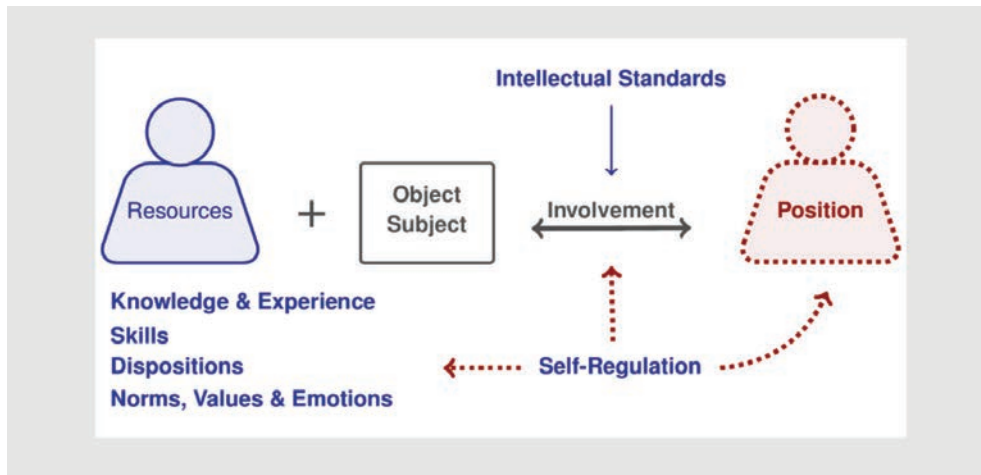 Intellectual Standards
Resources
Object
Subject
Involvement
Position
Knowledge & Experience
Skills
Dispositions
Self-Regulation
Norms, Values & Emotions